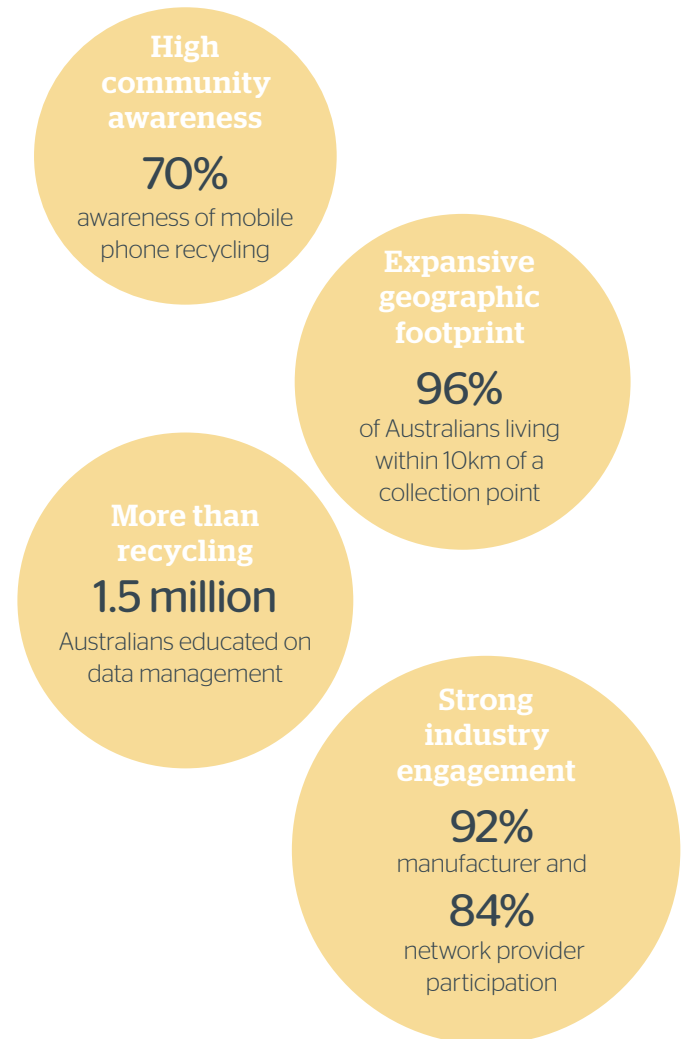 High
community
awareness
70%
awareness of mobile
phone recycling
Expansive
geographic
footprint
96%
of Australians living
within 10km of a
collection point
More than
recycling
1.5 million
Australians educated on
data management
Strong
industry
engagement
92%
manufacturer and
84%
network provider
participation